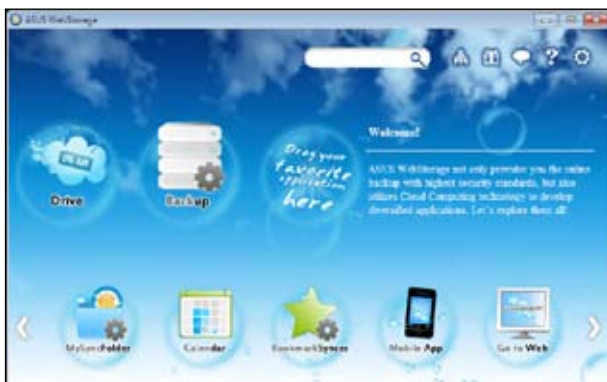 ASUS WebStorage
Welcome!
ASUS WebStorage not only provides you the online
backup with highest security standards, but also
utilizes Cloud Computing technology to develop
diversified applications. Let's explore them all!
Drag your
favorite
application
here
Drive
Backup
MySyncFolder
Calendar
BookmarkSyncer
Mobile App
Go to Web